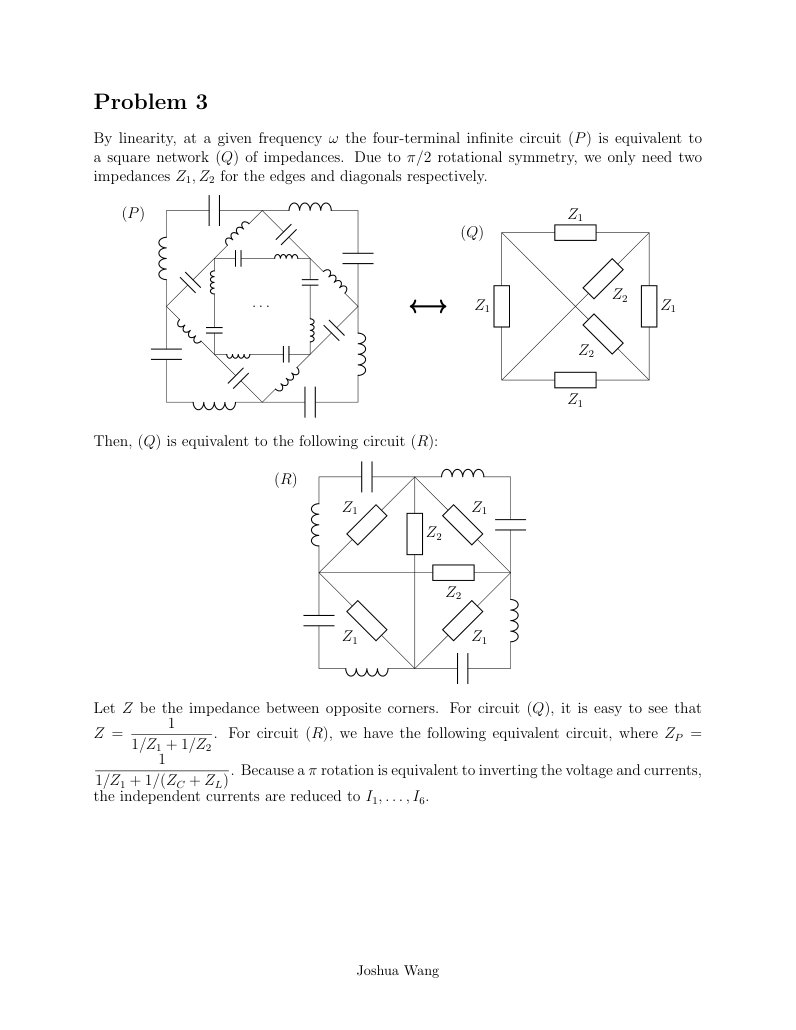 Problem 3
By linearity, at a given frequency ω the four-terminal infinite circuit (P) is equivalent to
a square network (Q) of impedances. Due to π/2 rotational symmetry, we only need two
impedances Z₁, Z₂ for the edges and diagonals respectively.
(P)
. . .
(Q)
Z₁
Z₁
Z₂
Z₁
Z₂
Z₁
Then, (Q) is equivalent to the following circuit (R):
(R)
Z₁
Z₁
Z₂
Z₂
Z₁
Z₁
Let Z be the impedance between opposite corners. For circuit (Q), it is easy to see that
Z = 1/(1/Z₁ + 1/Z₂). For circuit (R), we have the following equivalent circuit, where Z_P =
1/(1/Z₁ + 1/(Z_C + Z_L)). Because a π rotation is equivalent to inverting the voltage and currents,
the independent currents are reduced to I₁, . . . , I₆.
Joshua Wang